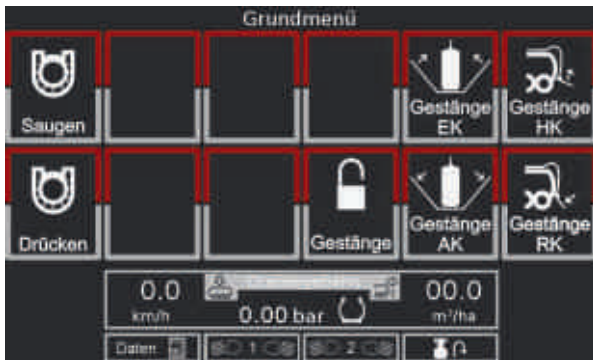 Grundmenü
Saugen
Gestänge EK
Gestänge HK
Drücken
Gestänge
Gestänge AK
Gestänge RK
0.0
km/h
0.00 bar
00.0
m³/ha
Daten
1
2